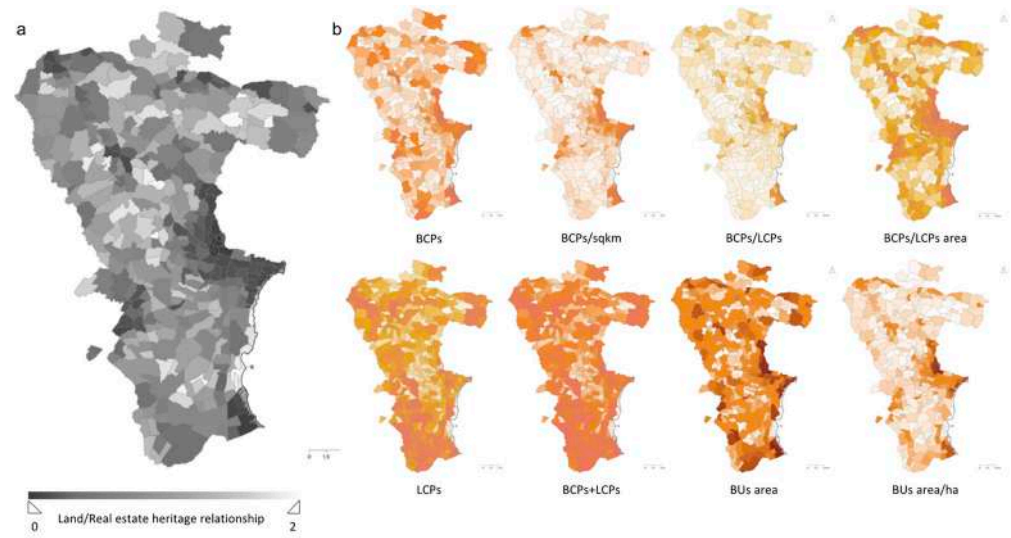 a
b
BCPs
BCPs/sqkm
BCPs/LCPs
BCPs/LCPs area
LCPs
BCPs+LCPs
BUs area
BUs area/ha
Land/Real estate heritage relationship
0
2